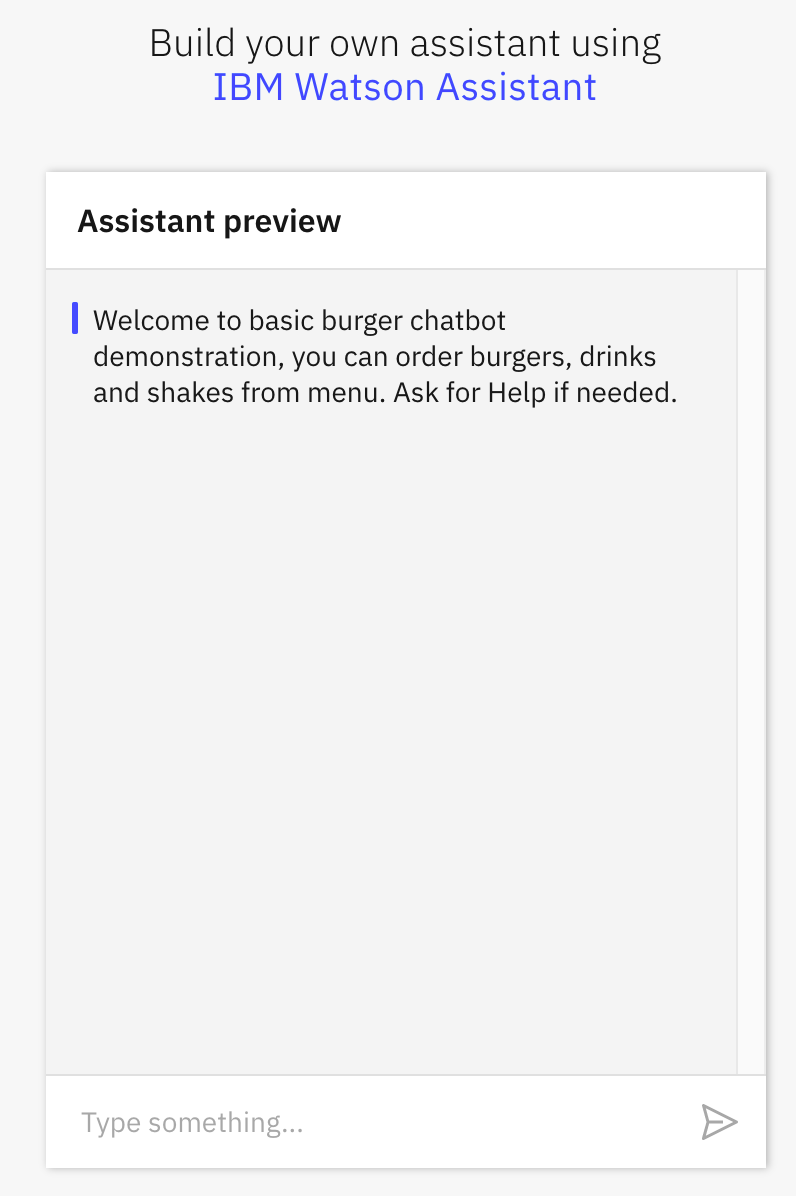 Build your own assistant using
IBM Watson Assistant
Assistant preview
Welcome to basic burger chatbot
demonstration, you can order burgers, drinks
and shakes from menu. Ask for Help if needed.
Type something...